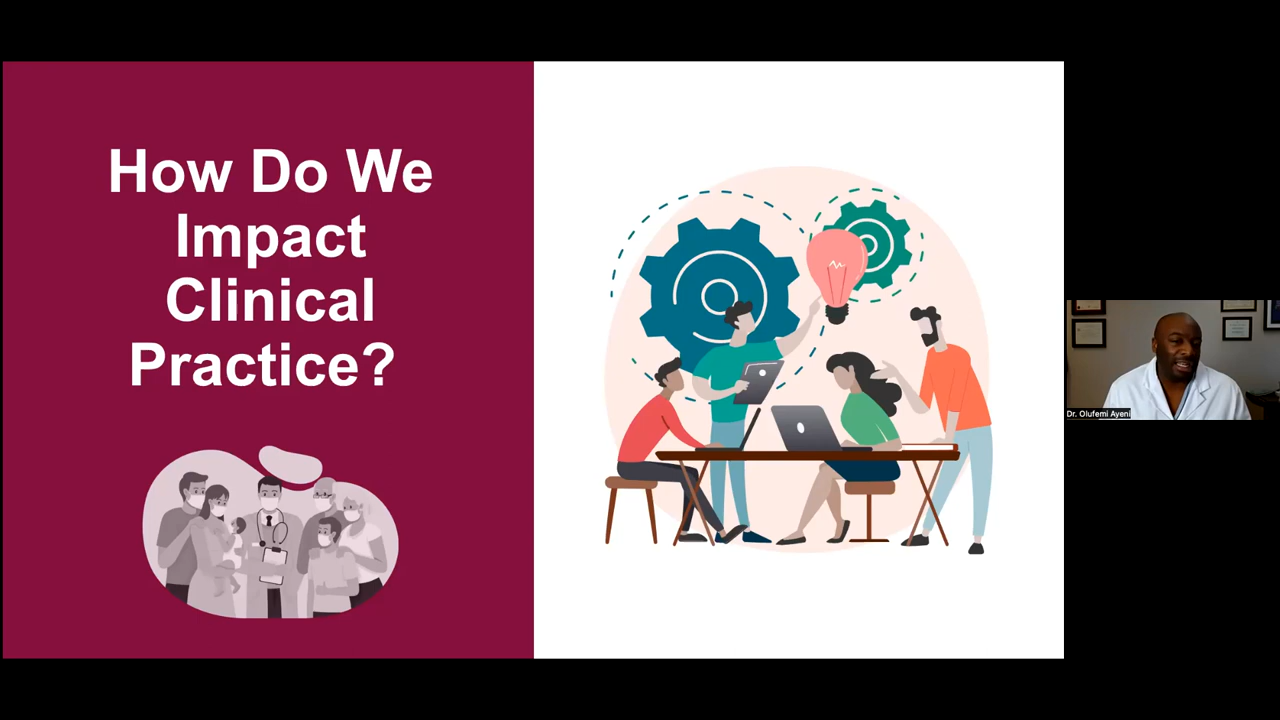 How Do We
Impact
Clinical
Practice?
Dr. Olufemi Ayeni